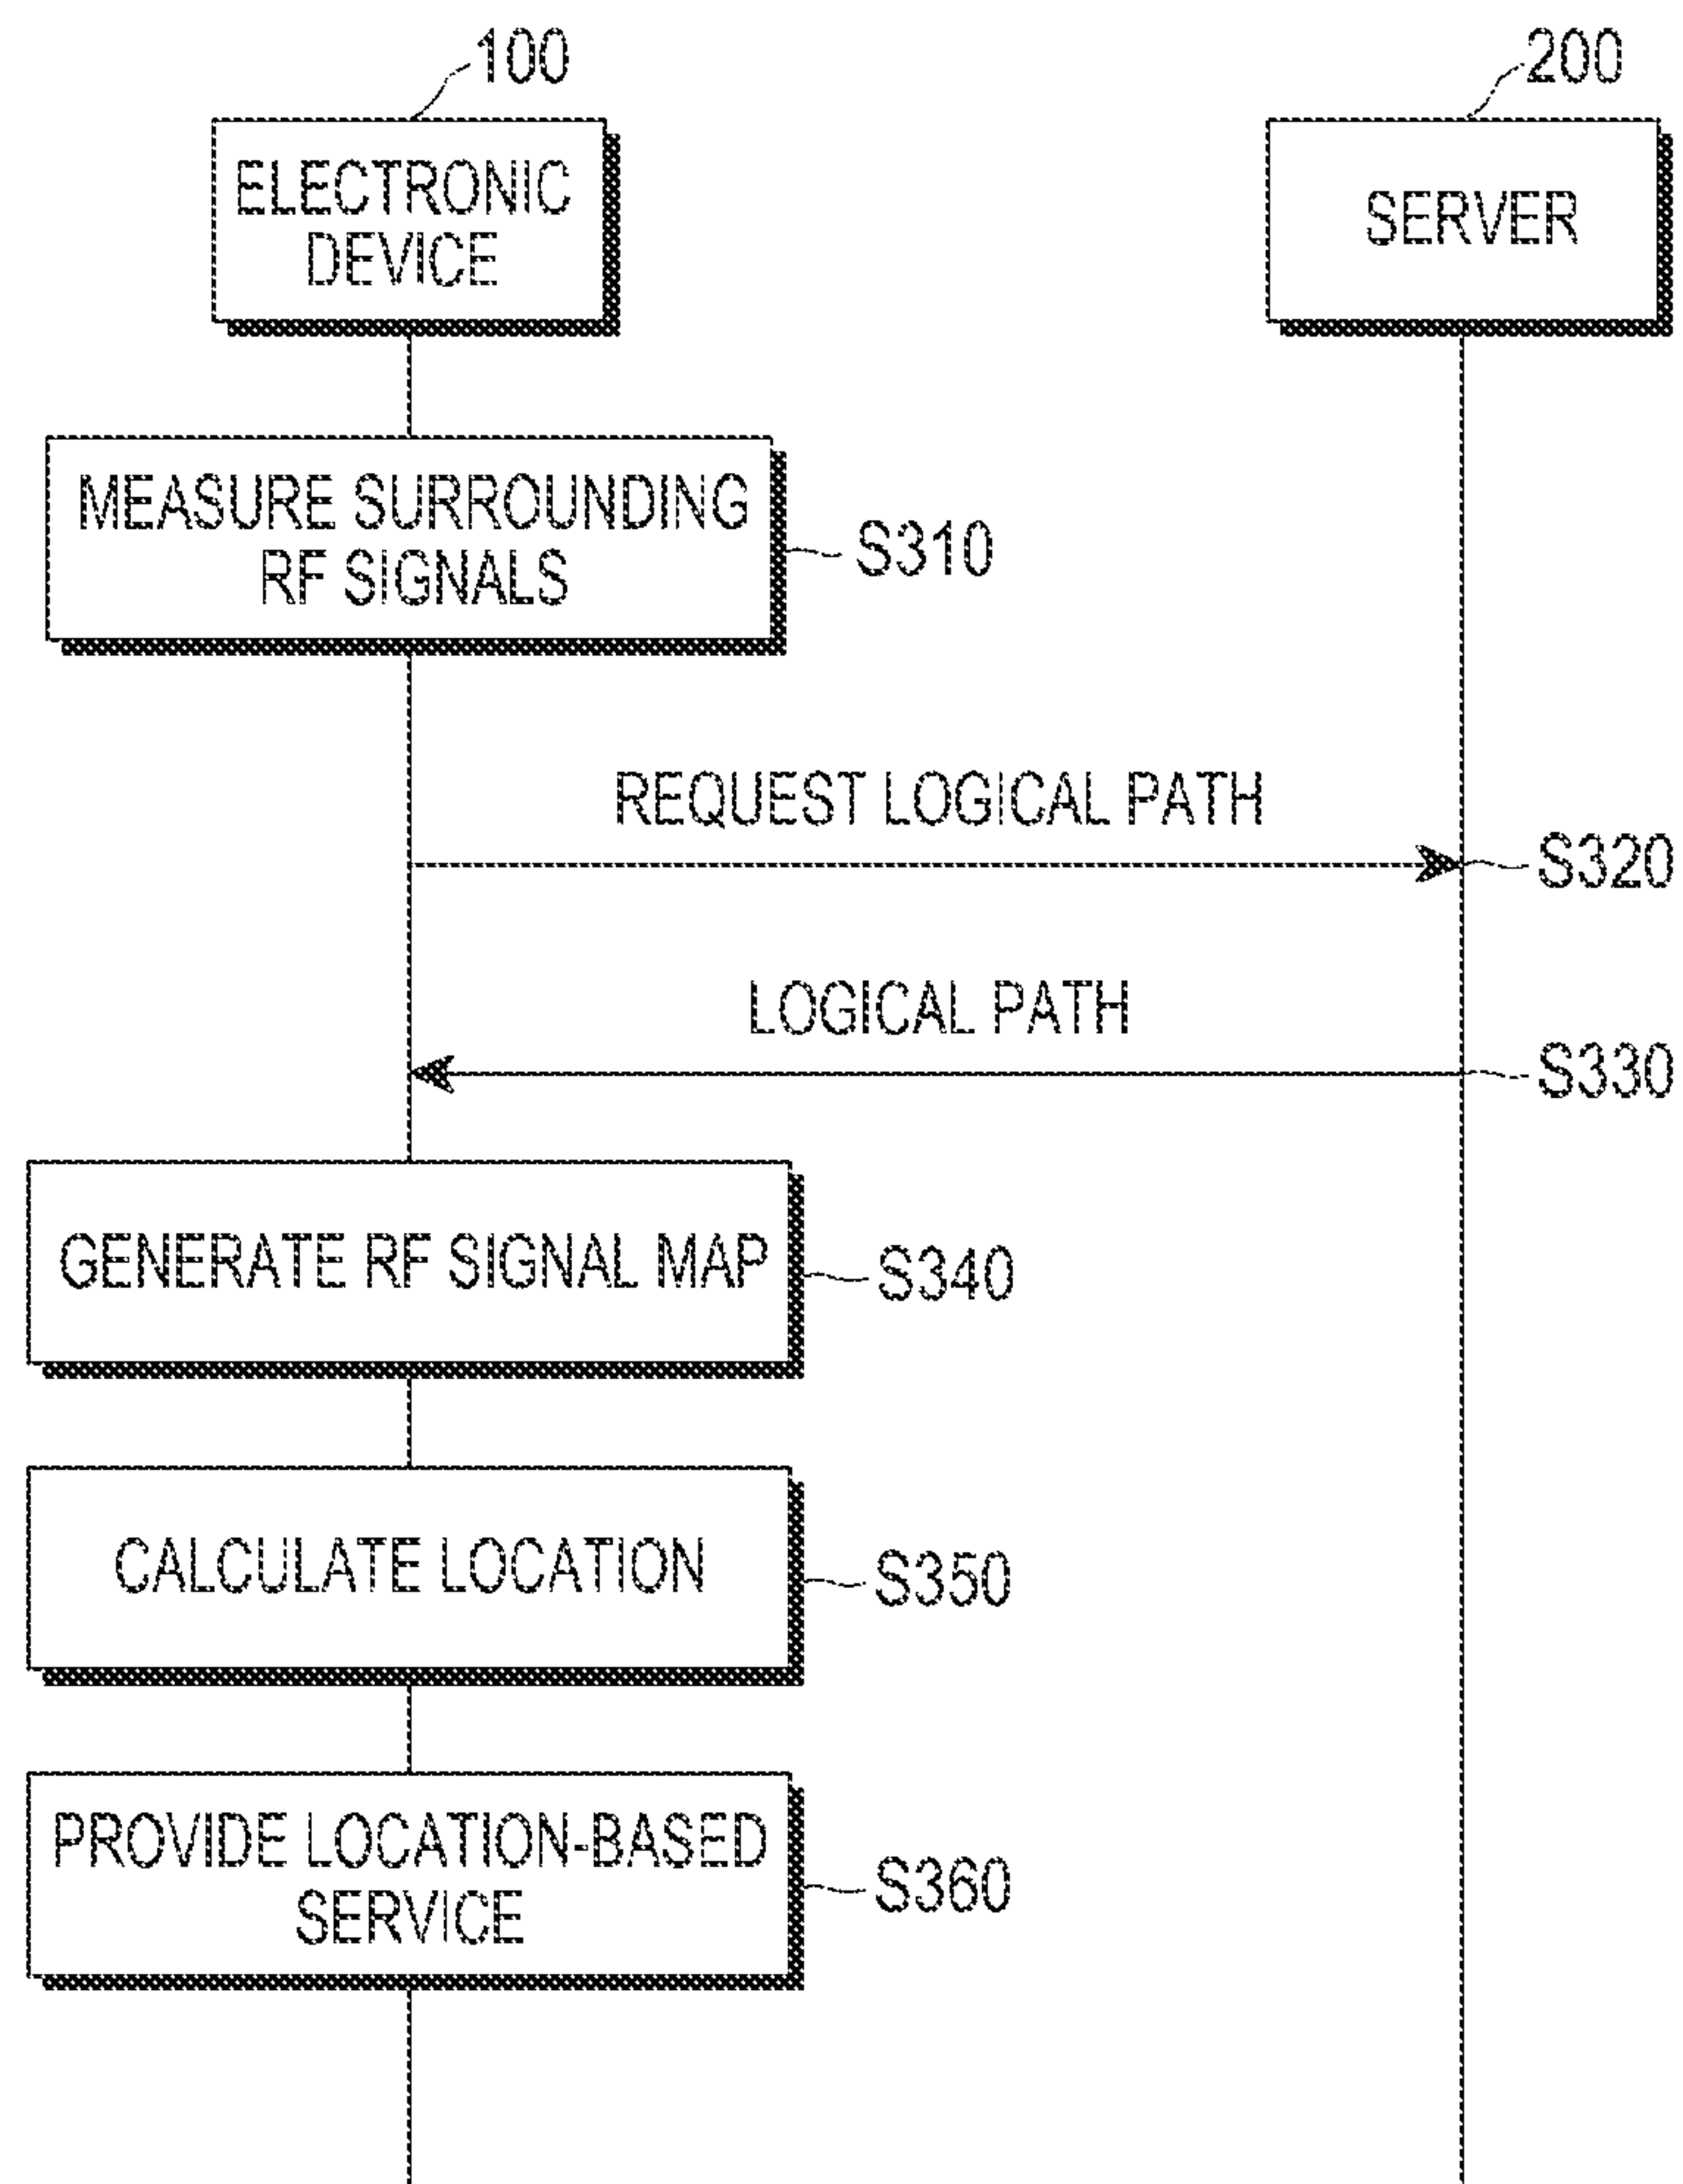 100
200
ELECTRONIC
DEVICE
SERVER
MEASURE SURROUNDING
RF SIGNALS
S310
REQUEST LOGICAL PATH
S320
LOGICAL PATH
S330
GENERATE RF SIGNAL MAP
S340
CALCULATE LOCATION
S350
PROVIDE LOCATION-BASED
SERVICE
S360